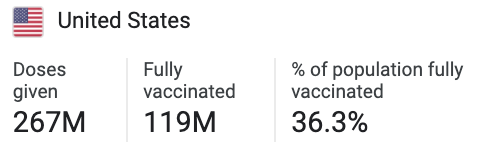 United States
Doses given
Fully vaccinated
% of population fully vaccinated
267M
119M
36.3%